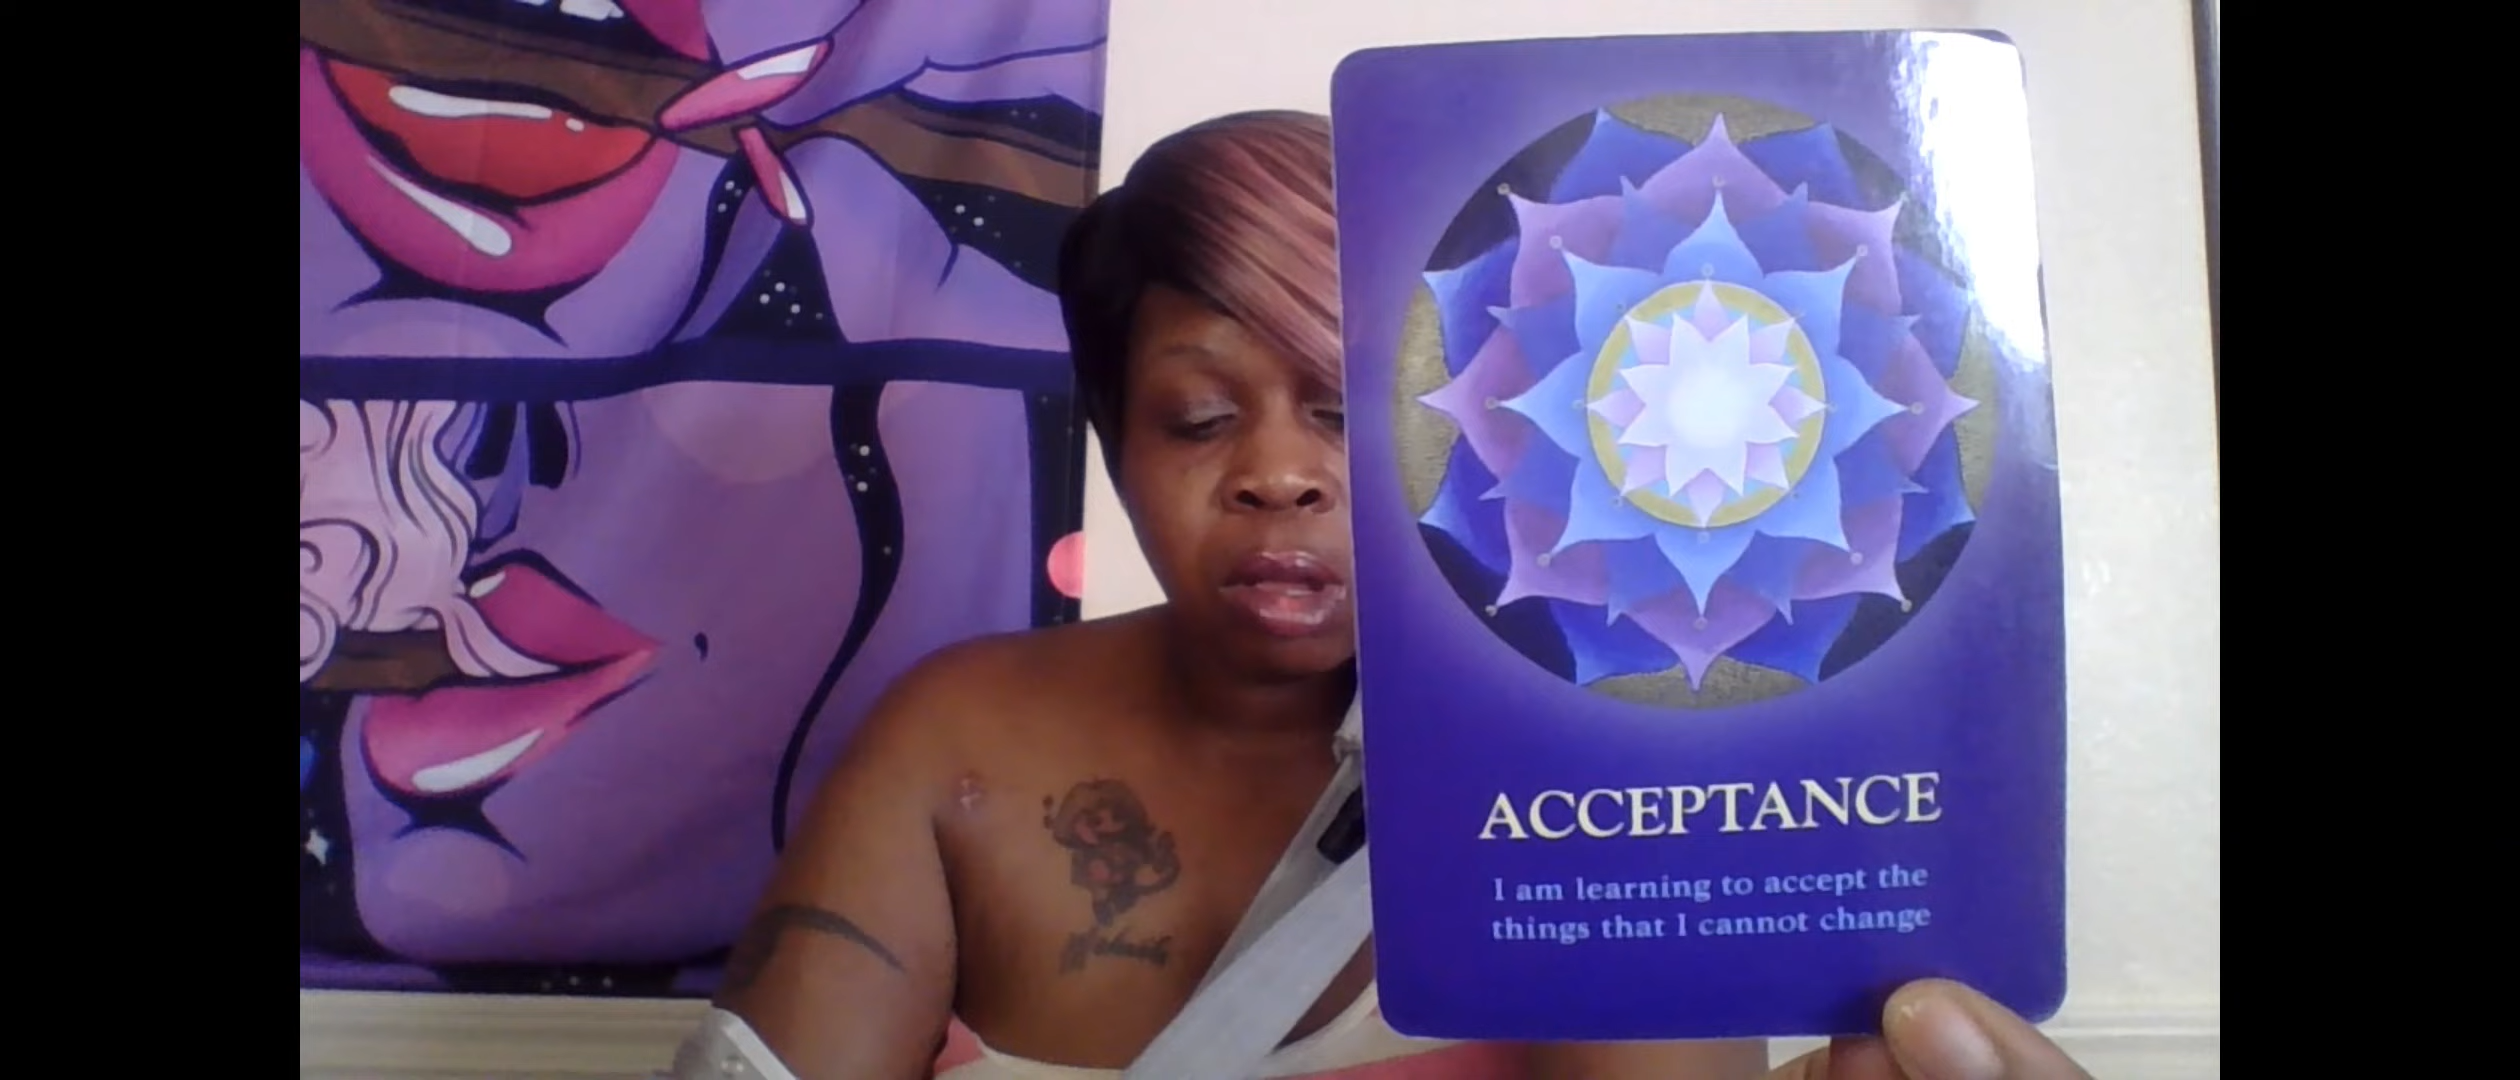 ACCEPTANCE
I am learning to accept the
things that I cannot change